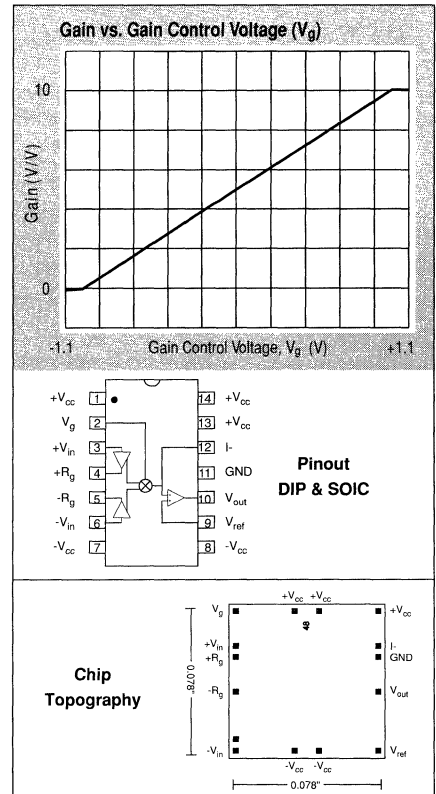 Gain vs. Gain Control Voltage (Vg)
10
Gain (V/V)
0
-1.1 Gain Control Voltage, Vg (V) +1.1
+Vcc 1 14 +Vcc
Vg 2 13 +Vcc
+Vin 3 12 I-
+Rg 4 11 GND
-Rg 5 10 Vout
-Vin 6 9 Vref
-Vcc 7 8 -Vcc
Pinout
DIP & SOIC
Chip
Topography
+Vcc +Vcc
Vg +Vcc
48
+Vin I-
+Rg GND
0.078"
-Rg Vout
-Vin Vref
-Vcc -Vcc
0.078"